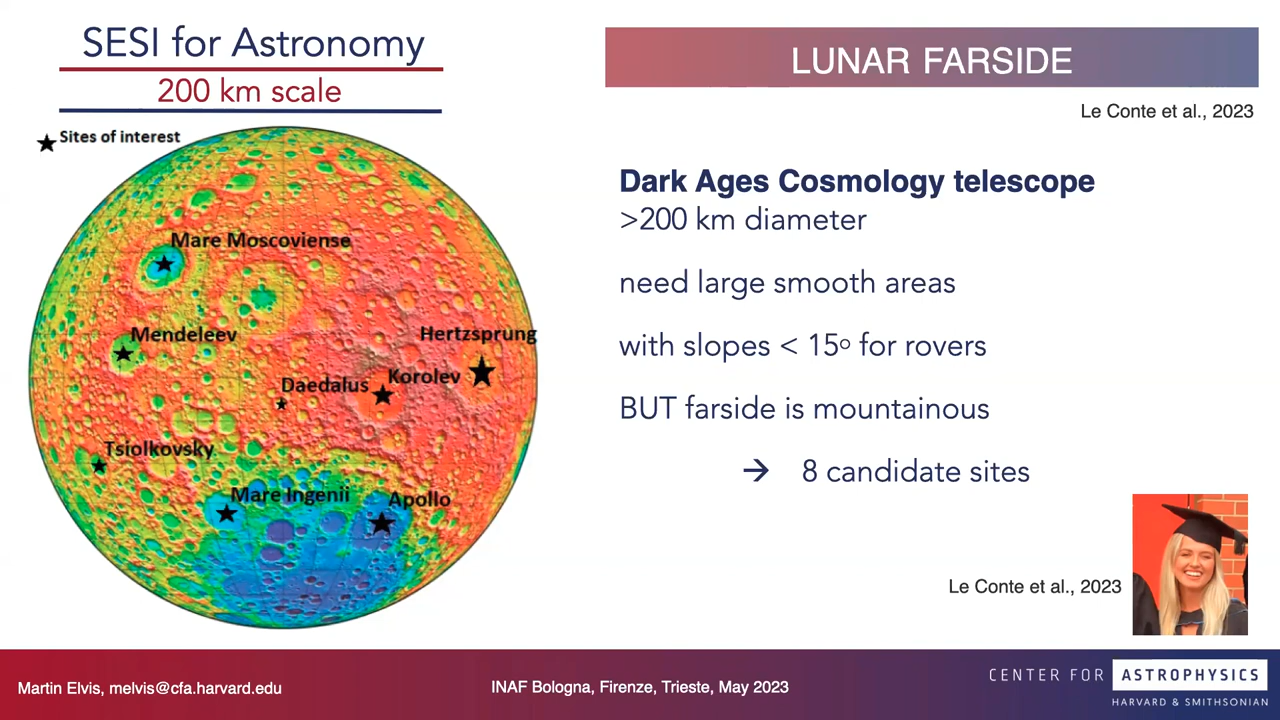 SESI for Astronomy
200 km scale
Sites of interest
Mare Moscoviense
Mendeleev
Hertzsprung
Daedalus
Korolev
Tsiolkovsky
Mare Ingenii
Apollo
LUNAR FARSIDE
Le Conte et al., 2023
Dark Ages Cosmology telescope
>200 km diameter
need large smooth areas
with slopes < 15º for rovers
BUT farside is mountainous
→ 8 candidate sites
Le Conte et al., 2023
Martin Elvis, melvis@cfa.harvard.edu
INAF Bologna, Firenze, Trieste, May 2023
CENTER FOR ASTROPHYSICS
HARVARD & SMITHSONIAN